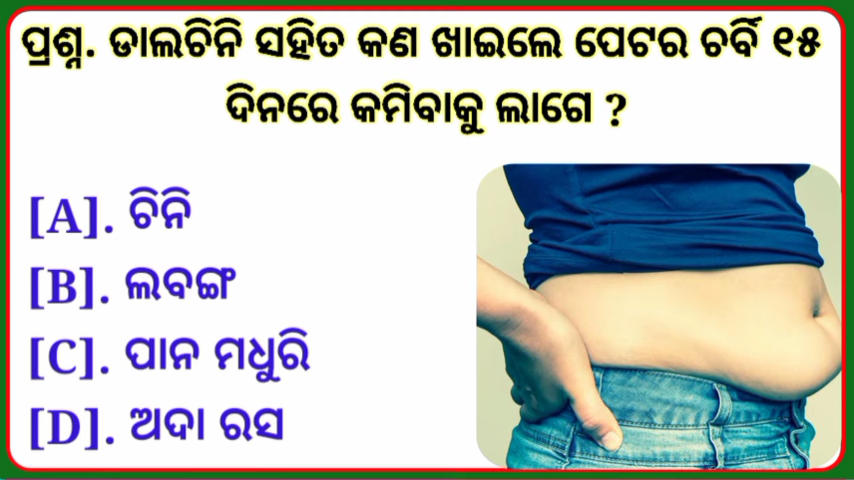 ପ୍ରଶ୍ନ. ଡାଲଚିନି ସହିତ କଣ ଖାଇଲେ ପେଟର ଚର୍ବି ୧୫
ଦିନରେ କମିବାକୁ ଲାଗେ ?
[A]. ଚିନି
[B]. ଲବଙ୍ଗ
[C]. ପାନ ମଧୁରି
[D]. ଅଦା ରସ